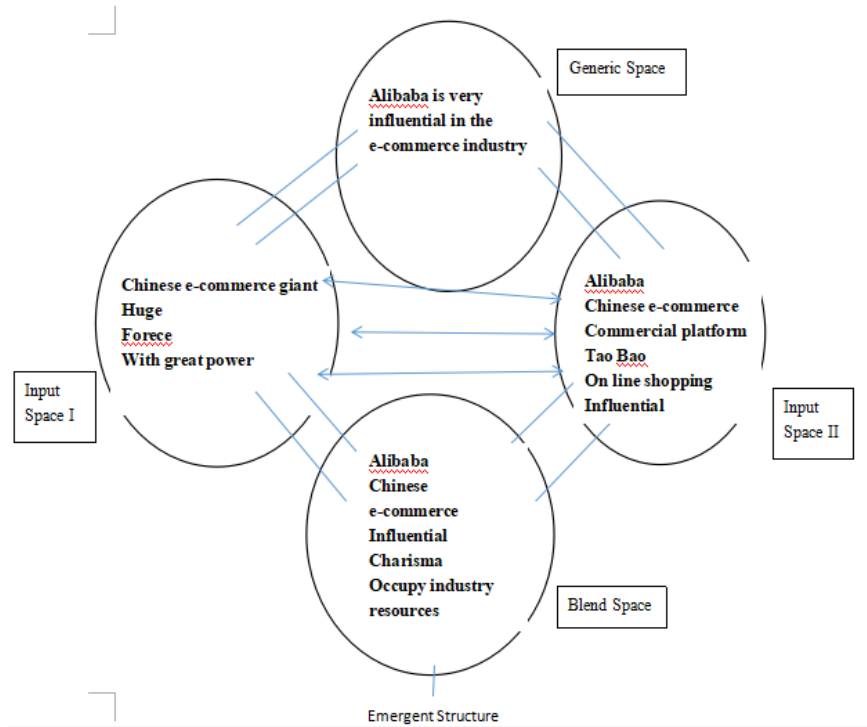 Generic Space
Alibaba is very
influential in the
e-commerce industry
Chinese e-commerce giant
Huge
Forece
With great power
Input
Space I
Alibaba
Chinese e-commerce
Commercial platform
Tao Bao
On line shopping
Influential
Input
Space II
Alibaba
Chinese
e-commerce
Influential
Charisma
Occupy industry
resources
Blend Space
Emergent Structure